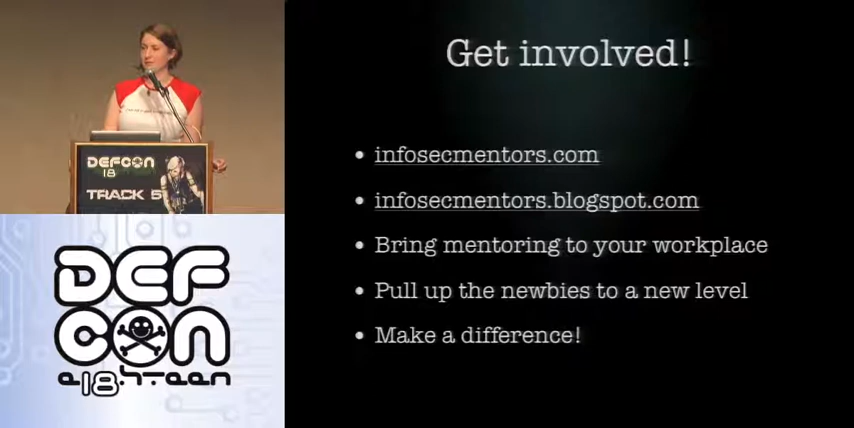 DEFCON
18
TRACK 5
DEF
CON
e18hteen
Get involved!
• infosecmentors.com
• infosecmentors.blogspot.com
• Bring mentoring to your workplace
• Pull up the newbies to a new level
• Make a difference!